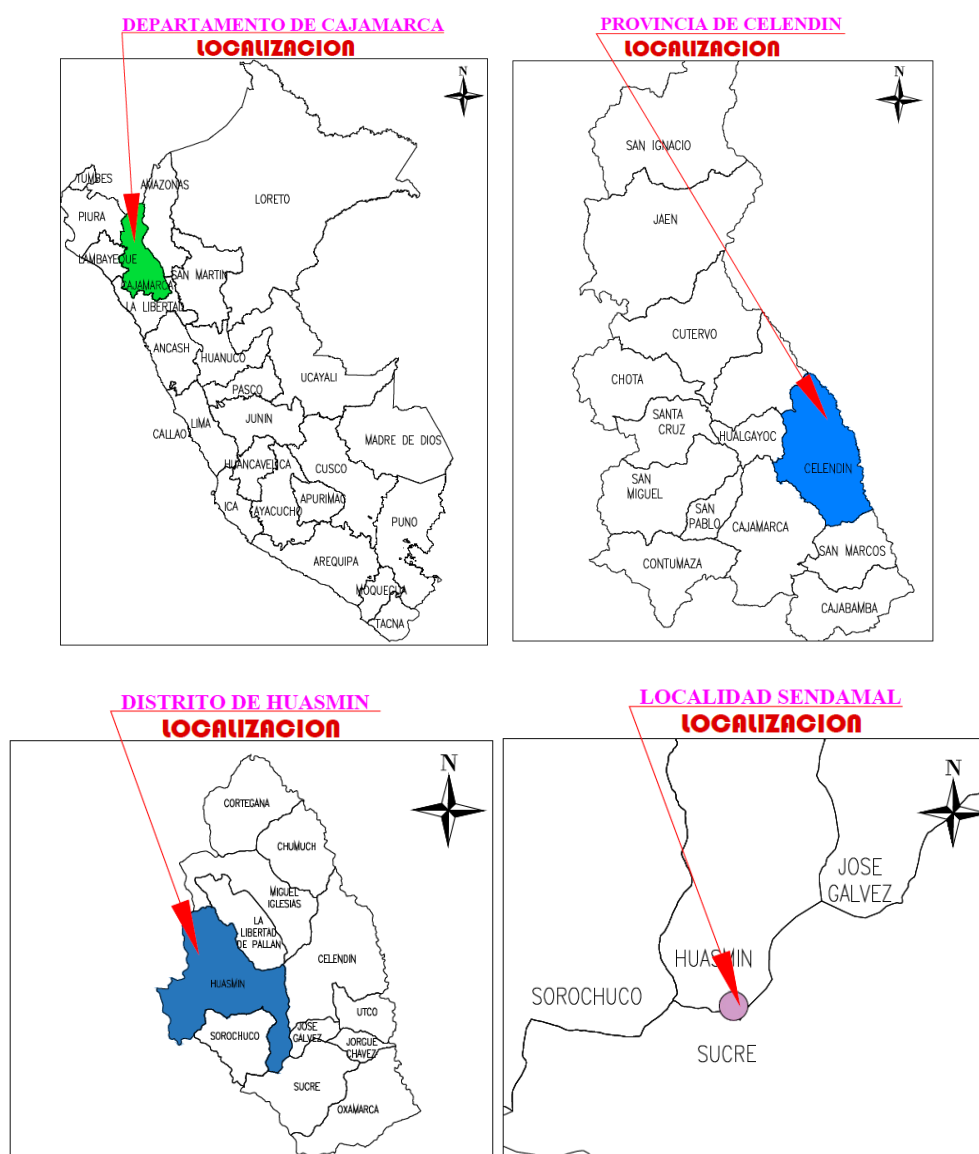 DEPARTAMENTO DE CAJAMARCA
LOCALIZACION
N
TUMBES
AMAZONAS
PIURA
LORETO
LAMBAYEQUE
SAN MARTIN
CAJAMARCA
LA LIBERTAD
ANCASH
HUANUCO
UCAYALI
PASCO
LIMA
JUNIN
CALLAO
MADRE DE DIOS
HUANCAVELICA
CUSCO
ICA
APURIMAC
AYACUCHO
PUNO
AREQUIPA
MOQUEGUA
TACNA
PROVINCIA DE CELENDIN
LOCALIZACION
N
SAN IGNACIO
JAEN
CUTERVO
CHOTA
SANTA
CRUZ
HUALGAYOC
CELENDIN
SAN
MIGUEL
SAN
PABLO
CAJAMARCA
SAN MARCOS
CONTUMAZA
CAJABAMBA
DISTRITO DE HUASMIN
LOCALIZACION
N
CORTEGANA
CHUMUCH
MIGUEL
IGLESIAS
LA
LIBERTAD
DE PALLAN
CELENDIN
HUASMIN
UTCO
SOROCHUCO
JOSE
GALVEZ
JORGUE
CHAVEZ
SUCRE
OXAMARCA
LOCALIDAD SENDAMAL
LOCALIZACION
N
JOSE
GALVEZ
HUASMIN
SOROCHUCO
SUCRE